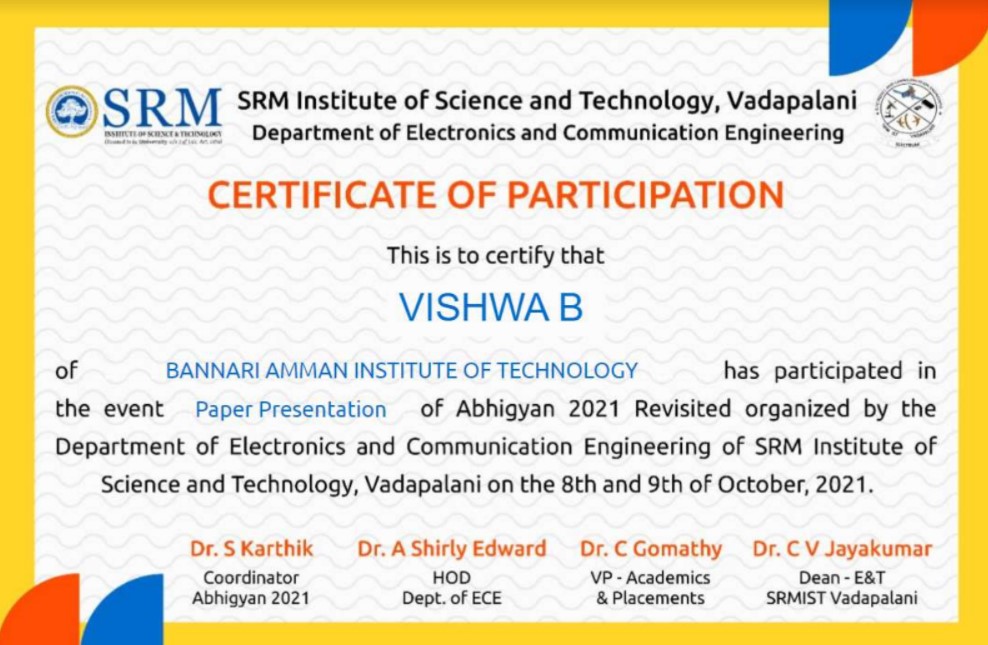 SRM
INSTITUTE OF SCIENCE & TECHNOLOGY
SRM Institute of Science and Technology, Vadapalani
Department of Electronics and Communication Engineering
CERTIFICATE OF PARTICIPATION
This is to certify that
VISHWA B
of BANNARI AMMAN INSTITUTE OF TECHNOLOGY has participated in
the event Paper Presentation of Abhigyan 2021 Revisited organized by the
Department of Electronics and Communication Engineering of SRM Institute of
Science and Technology, Vadapalani on the 8th and 9th of October, 2021.
Dr. S Karthik Dr. A Shirly Edward Dr. C Gomathy Dr. C V Jayakumar
Coordinator HOD VP - Academics Dean - E&T
Abhigyan 2021 Dept. of ECE & Placements SRMIST Vadapalani